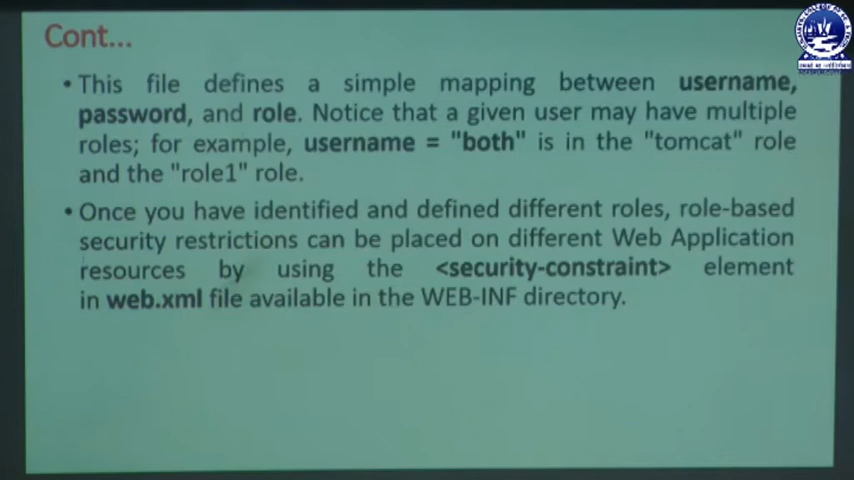 Cont...
• This file defines a simple mapping between username,
password, and role. Notice that a given user may have multiple
roles; for example, username = "both" is in the "tomcat" role
and the "role1" role.
• Once you have identified and defined different roles, role-based
security restrictions can be placed on different Web Application
resources by using the <security-constraint> element
in web.xml file available in the WEB-INF directory.